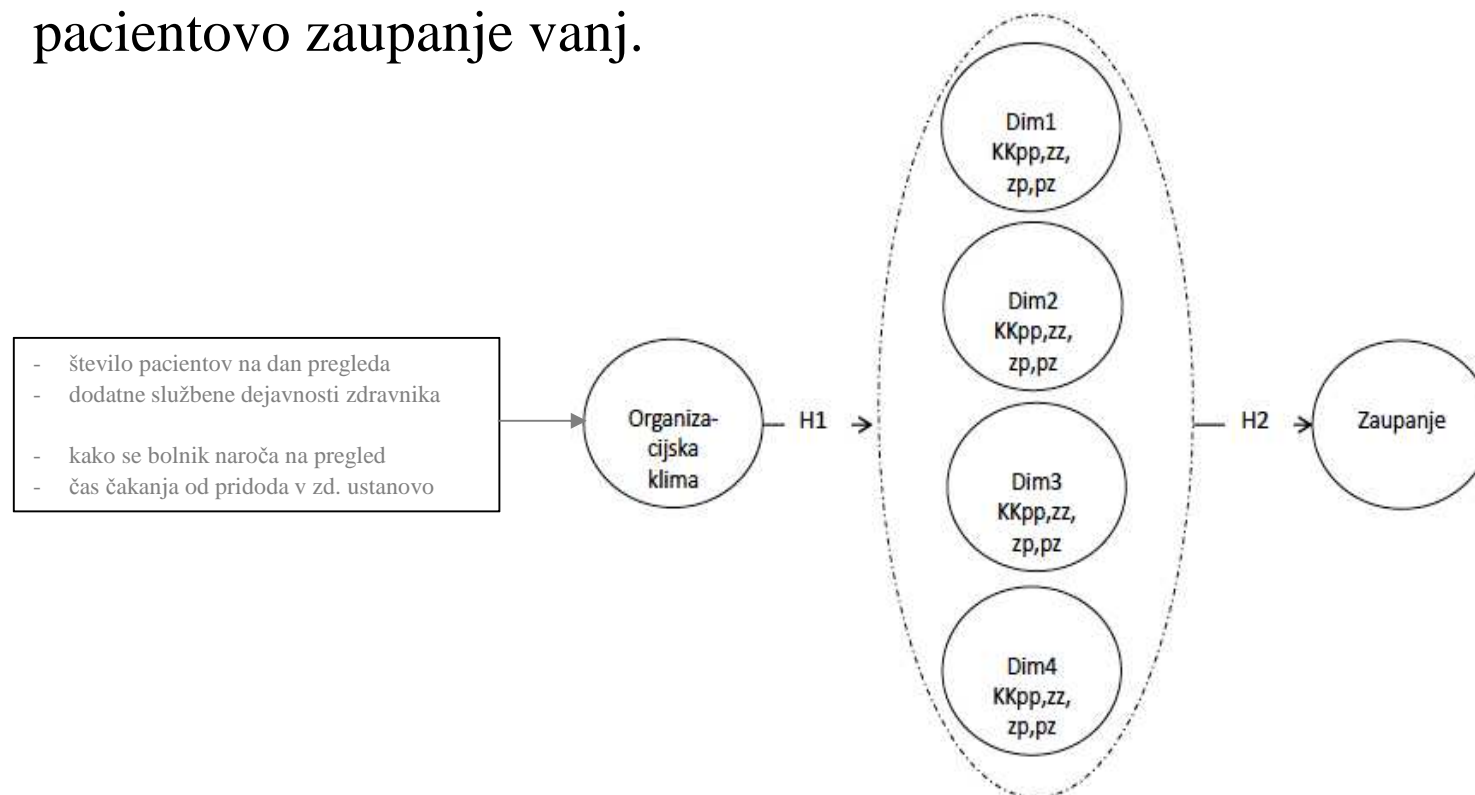 pacientovo zaupanje vanj.
- število pacientov na dan pregleda
- dodatne službene dejavnosti zdravnika
- kako se bolnik naroča na pregled
- čas čakanja od pridoda v zd. ustanovo
Organiza-
cijska
klima
H1
Dim1
KKpp,zz,
zp,pz
Dim2
KKpp,zz,
zp,pz
Dim3
KKpp,zz,
zp,pz
Dim4
KKpp,zz,
zp,pz
H2
Zaupanje